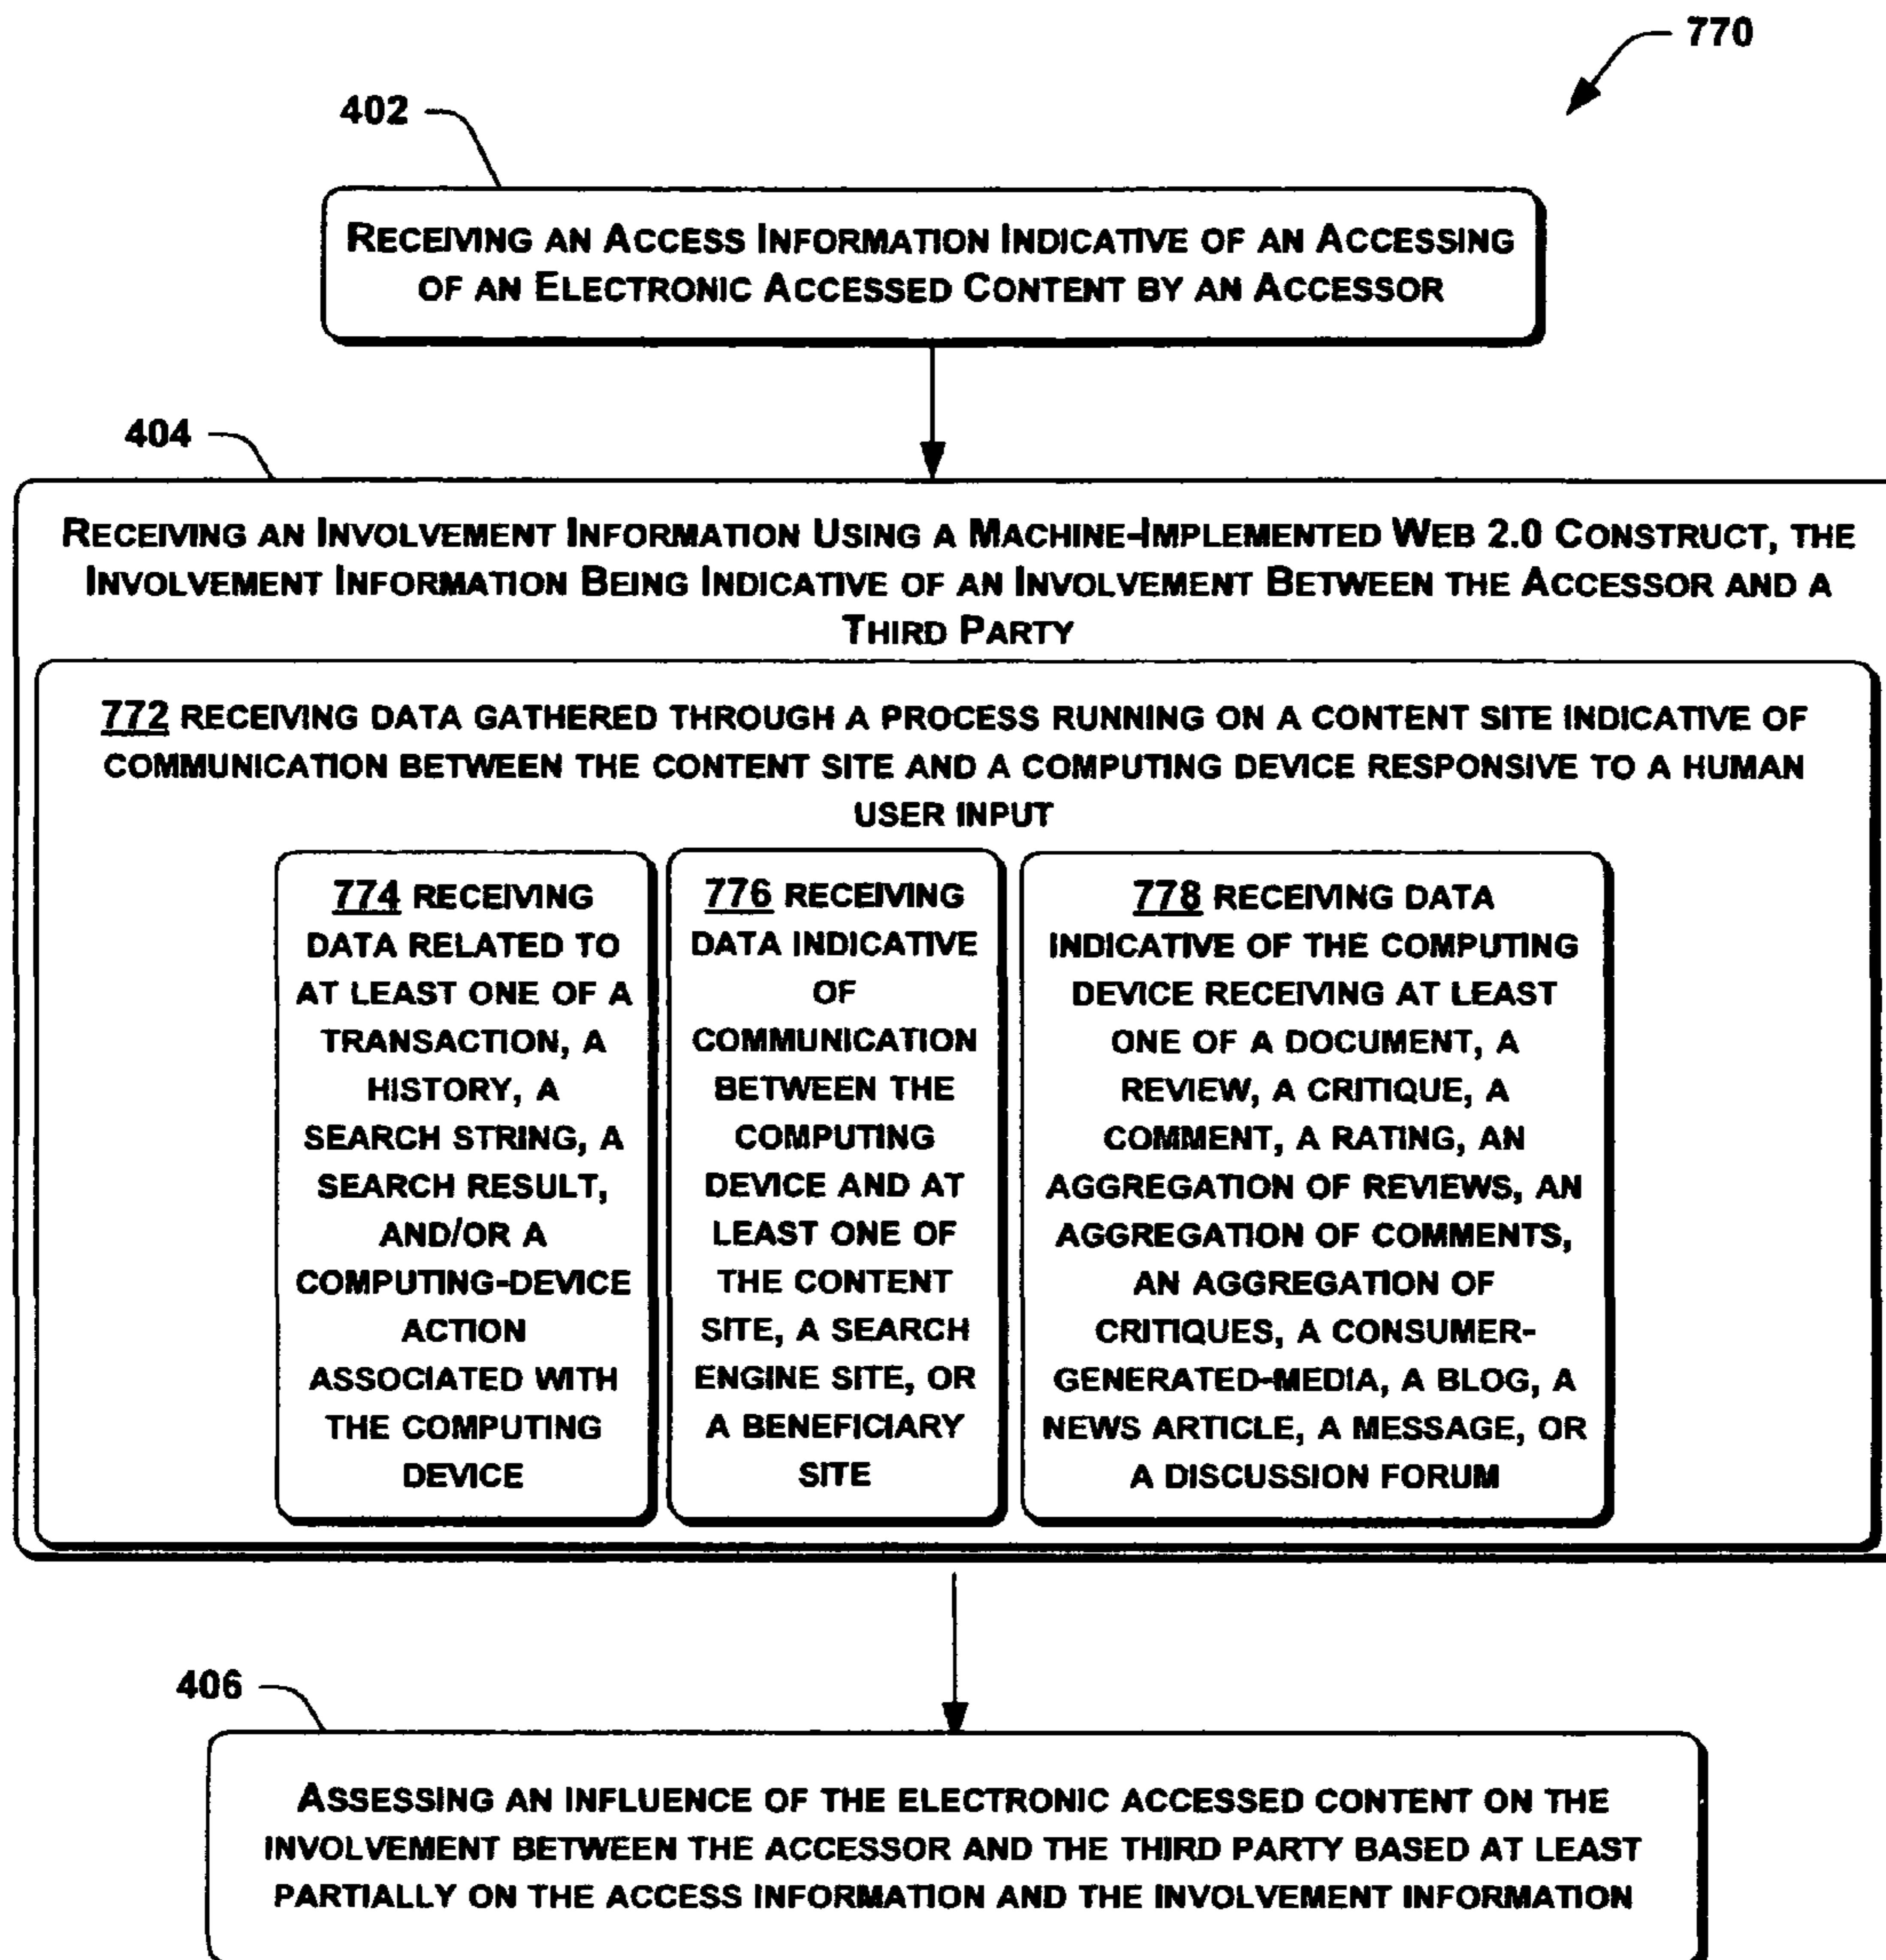 770
402
RECEIVING AN ACCESS INFORMATION INDICATIVE OF AN ACCESSING
OF AN ELECTRONIC ACCESSED CONTENT BY AN ACCESSOR
404
RECEIVING AN INVOLVEMENT INFORMATION USING A MACHINE-IMPLEMENTED WEB 2.0 CONSTRUCT, THE
INVOLVEMENT INFORMATION BEING INDICATIVE OF AN INVOLVEMENT BETWEEN THE ACCESSOR AND A
THIRD PARTY
772 RECEIVING DATA GATHERED THROUGH A PROCESS RUNNING ON A CONTENT SITE INDICATIVE OF
COMMUNICATION BETWEEN THE CONTENT SITE AND A COMPUTING DEVICE RESPONSIVE TO A HUMAN
USER INPUT
774 RECEIVING
DATA RELATED TO
AT LEAST ONE OF A
TRANSACTION, A
HISTORY, A
SEARCH STRING, A
SEARCH RESULT,
AND/OR A
COMPUTING-DEVICE
ACTION
ASSOCIATED WITH
THE COMPUTING
DEVICE
776 RECEIVING
DATA INDICATIVE
OF
COMMUNICATION
BETWEEN THE
COMPUTING
DEVICE AND AT
LEAST ONE OF
THE CONTENT
SITE, A SEARCH
ENGINE SITE, OR
A BENEFICIARY
SITE
778 RECEIVING DATA
INDICATIVE OF THE COMPUTING
DEVICE RECEIVING AT LEAST
ONE OF A DOCUMENT, A
REVIEW, A CRITIQUE, A
COMMENT, A RATING, AN
AGGREGATION OF REVIEWS, AN
AGGREGATION OF COMMENTS,
AN AGGREGATION OF
CRITIQUES, A CONSUMER-
GENERATED-MEDIA, A BLOG, A
NEWS ARTICLE, A MESSAGE, OR
A DISCUSSION FORUM
406
ASSESSING AN INFLUENCE OF THE ELECTRONIC ACCESSED CONTENT ON THE
INVOLVEMENT BETWEEN THE ACCESSOR AND THE THIRD PARTY BASED AT LEAST
PARTIALLY ON THE ACCESS INFORMATION AND THE INVOLVEMENT INFORMATION